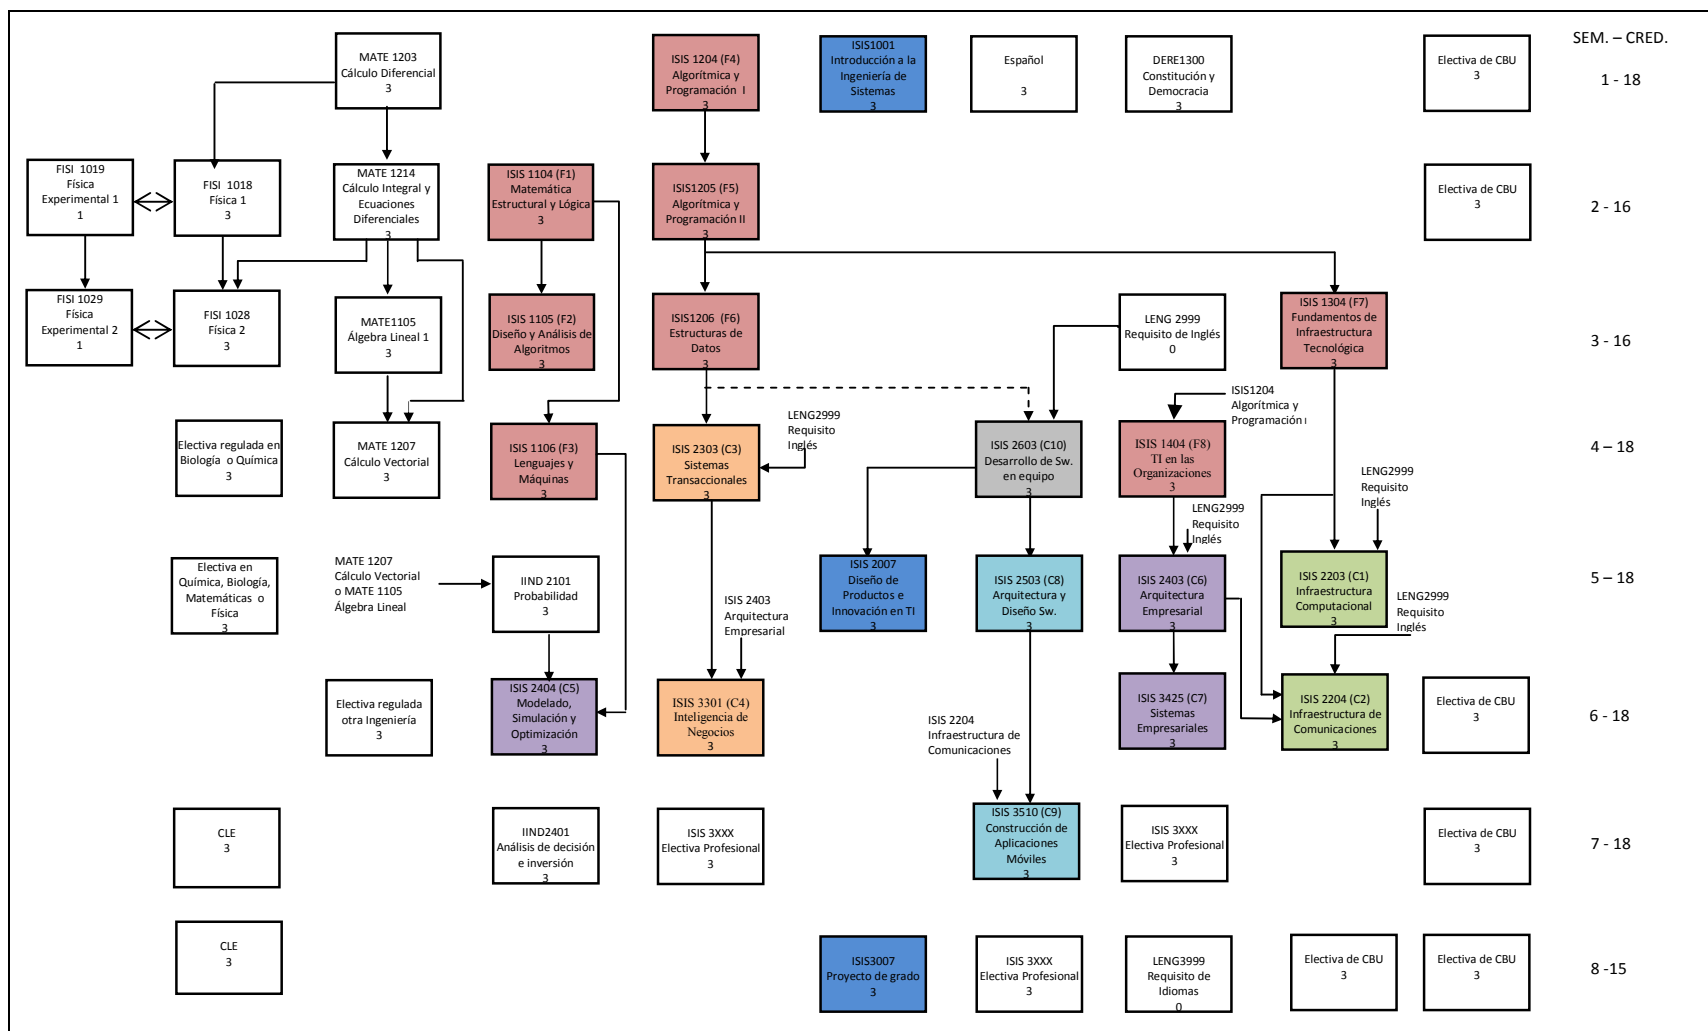 SEM. – CRED.
MATE 1203
Cálculo Diferencial
3
ISIS 1204 (F4)
Algorítmica y
Programación I
3
ISIS1001
Introducción a la
Ingeniería de
Sistemas
3
Español
3
DERE1300
Constitución y
Democracia
3
Electiva de CBU
3
1 - 18
FISI 1019
Física
Experimental 1
1
FISI 1018
Física 1
3
MATE 1214
Cálculo Integral y
Ecuaciones
Diferenciales
3
ISIS 1104 (F1)
Matemática
Estructural y Lógica
3
ISIS1205 (F5)
Algorítmica y
Programación II
3
Electiva de CBU
3
2 - 16
FISI 1029
Física
Experimental 2
1
FISI 1028
Física 2
3
MATE1105
Álgebra Lineal 1
3
ISIS 1105 (F2)
Diseño y Análisis de
Algoritmos
3
ISIS1206 (F6)
Estructuras de
Datos
3
LENG 2999
Requisito de Inglés
0
ISIS 1304 (F7)
Fundamentos de
Infraestructura
Tecnológica
3
3 - 16
ISIS1204
Algorítmica y
Programación I
LENG2999
Requisito
Inglés
Electiva regulada en
Biología o Química
3
MATE 1207
Cálculo Vectorial
3
ISIS 1106 (F3)
Lenguajes y
Máquinas
3
ISIS 2303 (C3)
Sistemas
Transaccionales
3
ISIS 2603 (C10)
Desarrollo de Sw.
en equipo
3
ISIS 1404 (F8)
TI en las
Organizaciones
3
4 – 18
LENG2999
Requisito
Inglés
LENG2999
Requisito
Inglés
Electiva en
Química, Biología,
Matemáticas o
Física
3
MATE 1207
Cálculo Vectorial
o MATE 1105
Álgebra Lineal
IIND 2101
Probabilidad
3
ISIS 2007
Diseño de
Productos e
Innovación en TI
3
ISIS 2503 (C8)
Arquitectura y
Diseño Sw.
3
ISIS 2403 (C6)
Arquitectura
Empresarial
3
ISIS 2203 (C1)
Infraestructura
Computacional
3
5 – 18
ISIS 2403
Arquitectura
Empresarial
LENG2999
Requisito
Inglés
Electiva regulada
otra Ingeniería
3
ISIS 2404 (C5)
Modelado,
Simulación y
Optimización
3
ISIS 3301 (C4)
Inteligencia de
Negocios
3
ISIS 3425 (C7)
Sistemas
Empresariales
3
ISIS 2204 (C2)
Infraestructura de
Comunicaciones
3
Electiva de CBU
3
6 - 18
ISIS 2204
Infraestructura de
Comunicaciones
CLE
3
IIND2401
Análisis de decisión
e inversión
3
ISIS 3XXX
Electiva Profesional
3
ISIS 3510 (C9)
Construcción de
Aplicaciones
Móviles
3
ISIS 3XXX
Electiva Profesional
3
Electiva de CBU
3
7 - 18
CLE
3
ISIS3007
Proyecto de grado
3
ISIS 3XXX
Electiva Profesional
3
LENG3999
Requisito de
Idiomas
0
Electiva de CBU
3
Electiva de CBU
3
8 -15